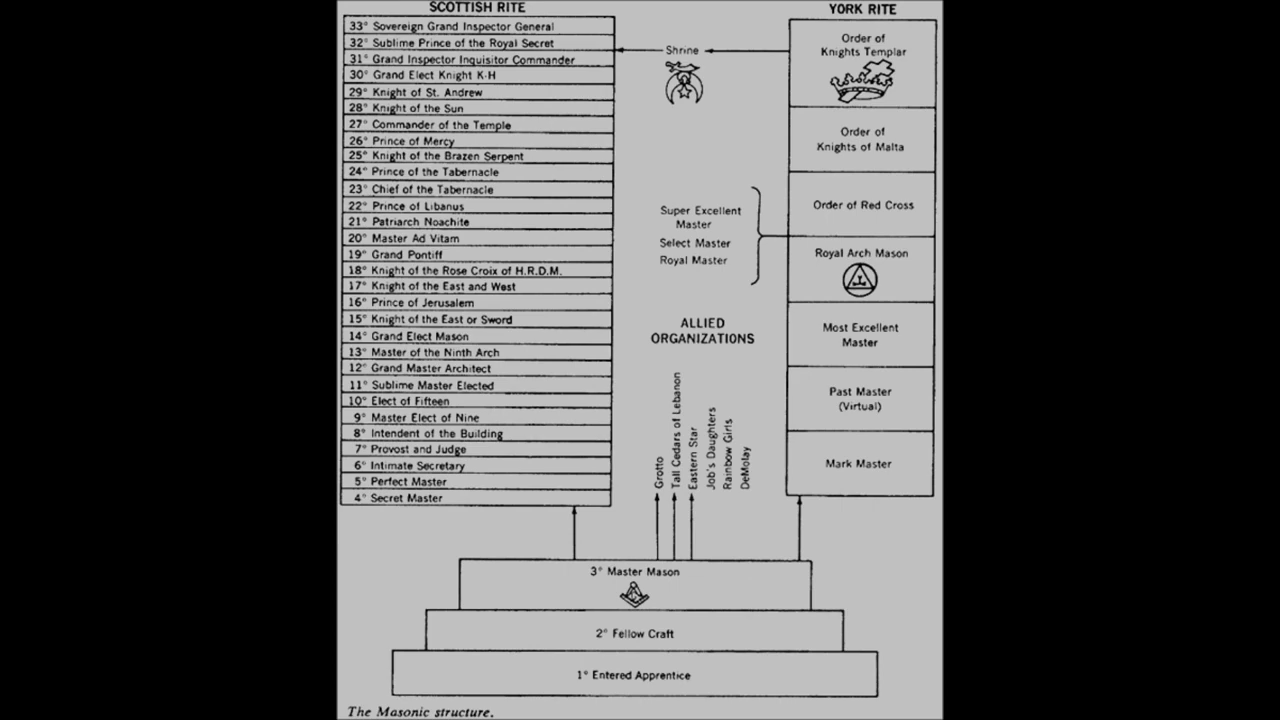 SCOTTISH RITE
33° Sovereign Grand Inspector General
32° Sublime Prince of the Royal Secret
31° Grand Inspector Inquisitor Commander
30° Grand Elect Knight K-H
29° Knight of St. Andrew
28° Knight of the Sun
27° Commander of the Temple
26° Prince of Mercy
25° Knight of the Brazen Serpent
24° Prince of the Tabernacle
23° Chief of the Tabernacle
22° Prince of Libanus
21° Patriarch Noachite
20° Master Ad Vitam
19° Grand Pontiff
18° Knight of the Rose Croix of H.R.D.M.
17° Knight of the East and West
16° Prince of Jerusalem
15° Knight of the East or Sword
14° Grand Elect Mason
13° Master of the Ninth Arch
12° Grand Master Architect
11° Sublime Master Elected
10° Elect of Fifteen
9° Master Elect of Nine
8° Intendent of the Building
7° Provost and Judge
6° Intimate Secretary
5° Perfect Master
4° Secret Master
Shrine
Super Excellent
Master
Select Master
Royal Master
ALLIED
ORGANIZATIONS
Grotto
Tall Cedars of Lebanon
Eastern Star
Job's Daughters
Rainbow Girls
DeMolay
YORK RITE
Order of
Knights Templar
Order of
Knights of Malta
Order of Red Cross
Royal Arch Mason
Most Excellent
Master
Past Master
(Virtual)
Mark Master
3° Master Mason
2° Fellow Craft
1° Entered Apprentice
The Masonic structure.